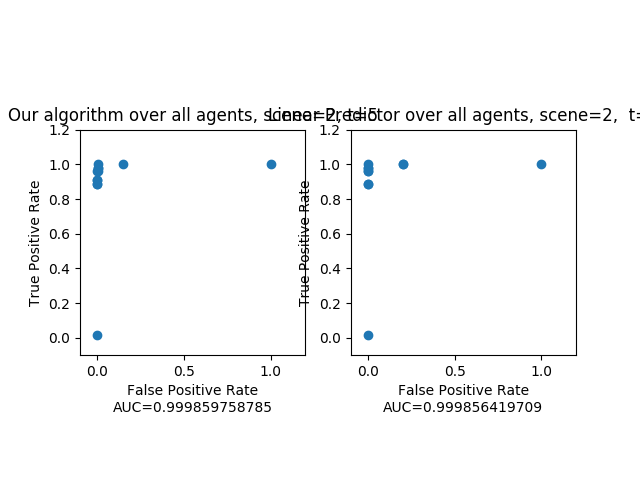 Our algorithm over all agents, scene=2, t=5
Linear Predictor over all agents, scene=2, t=
1.2
1.0
0.8
0.6
0.4
0.2
0.0
True Positive Rate
0.0 0.5 1.0
False Positive Rate
AUC=0.999859758785
1.2
1.0
0.8
0.6
0.4
0.2
0.0
True Positive Rate
0.0 0.5 1.0
False Positive Rate
AUC=0.999856419709